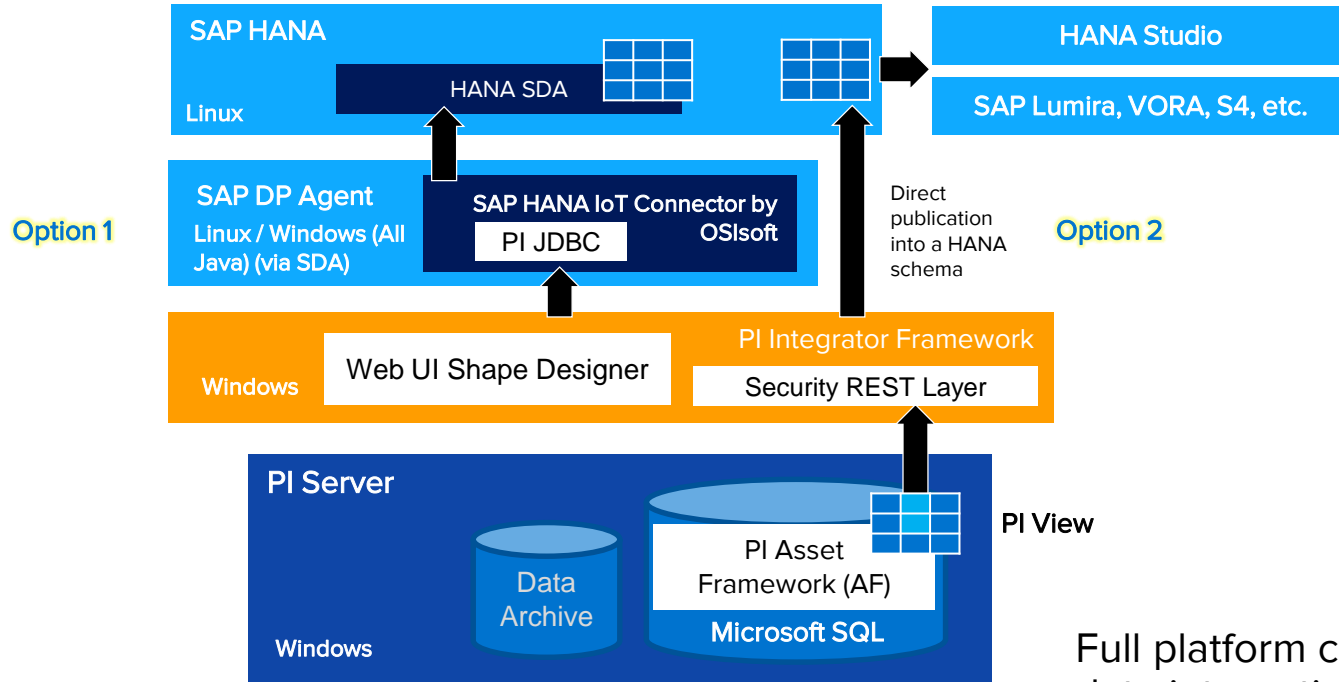 SAP HANA
HANA SDA
Linux
HANA Studio
SAP Lumira, VORA, S4, etc.
Option 1
SAP DP Agent
Linux / Windows (All
Java) (via SDA)
SAP HANA IoT Connector by
OSIsoft
PI JDBC
Direct
publication
into a HANA
schema
Option 2
PI Integrator Framework
Web UI Shape Designer
Windows
Security REST Layer
PI Server
PI View
PI Asset
Framework (AF)
Data
Archive
Microsoft SQL
Windows
Full platform